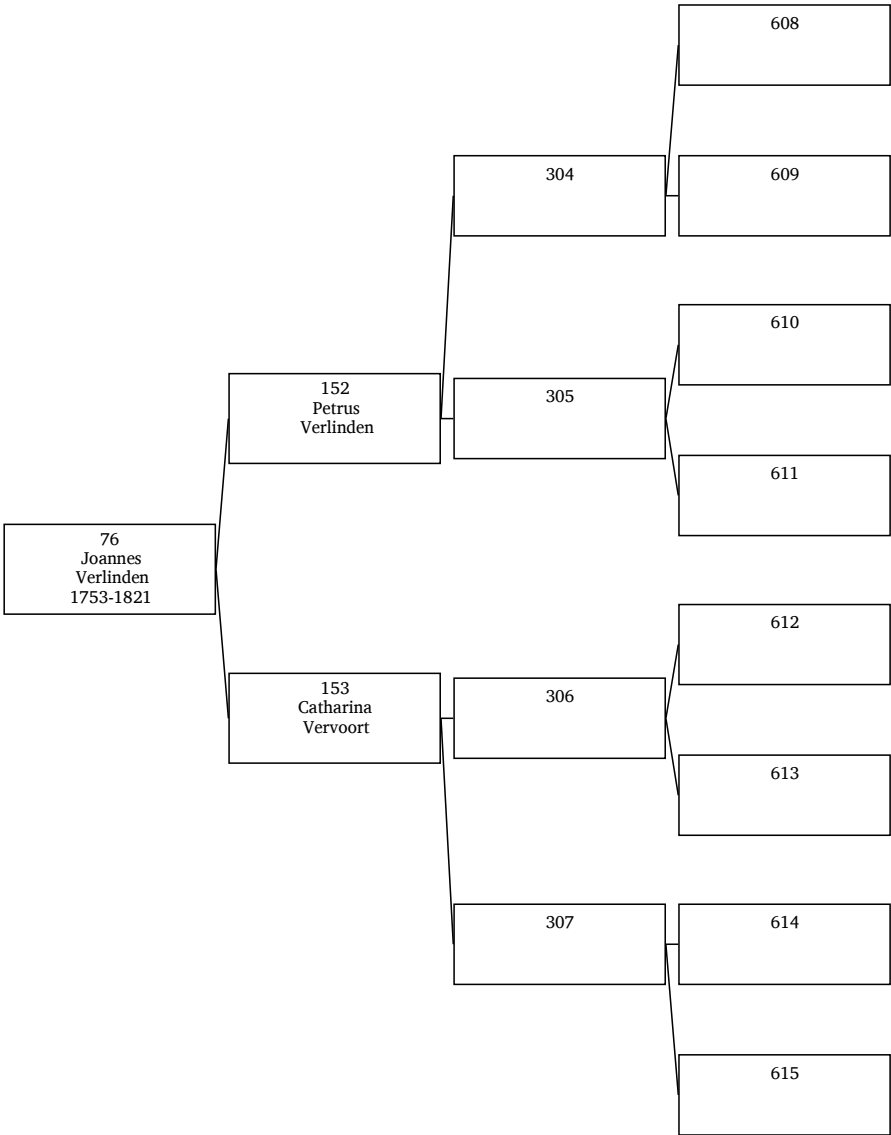 608
304
609
610
152
Petrus
Verlinden
305
611
76
Joannes
Verlinden
1753-1821
612
153
Catharina
Vervoort
306
613
307
614
615